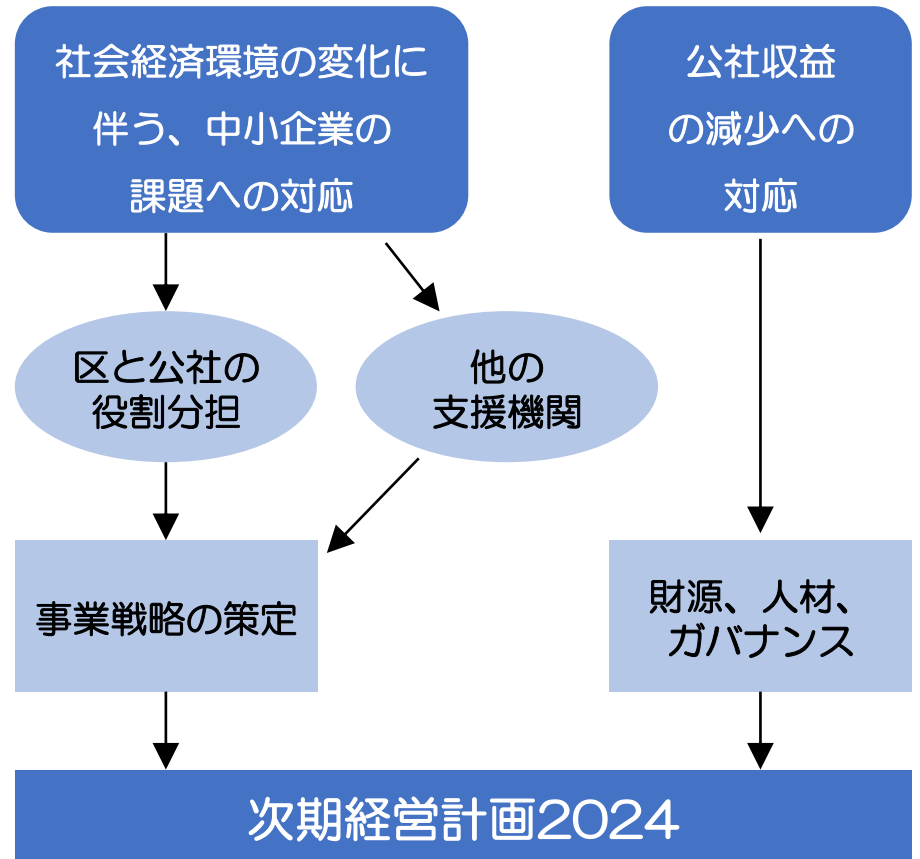 社会経済環境の変化に
伴う、中小企業の
課題への対応
公社収益
の減少への
対応
区と公社の
役割分担
他の
支援機関
事業戦略の策定
財源、人材、
ガバナンス
次期経営計画2024